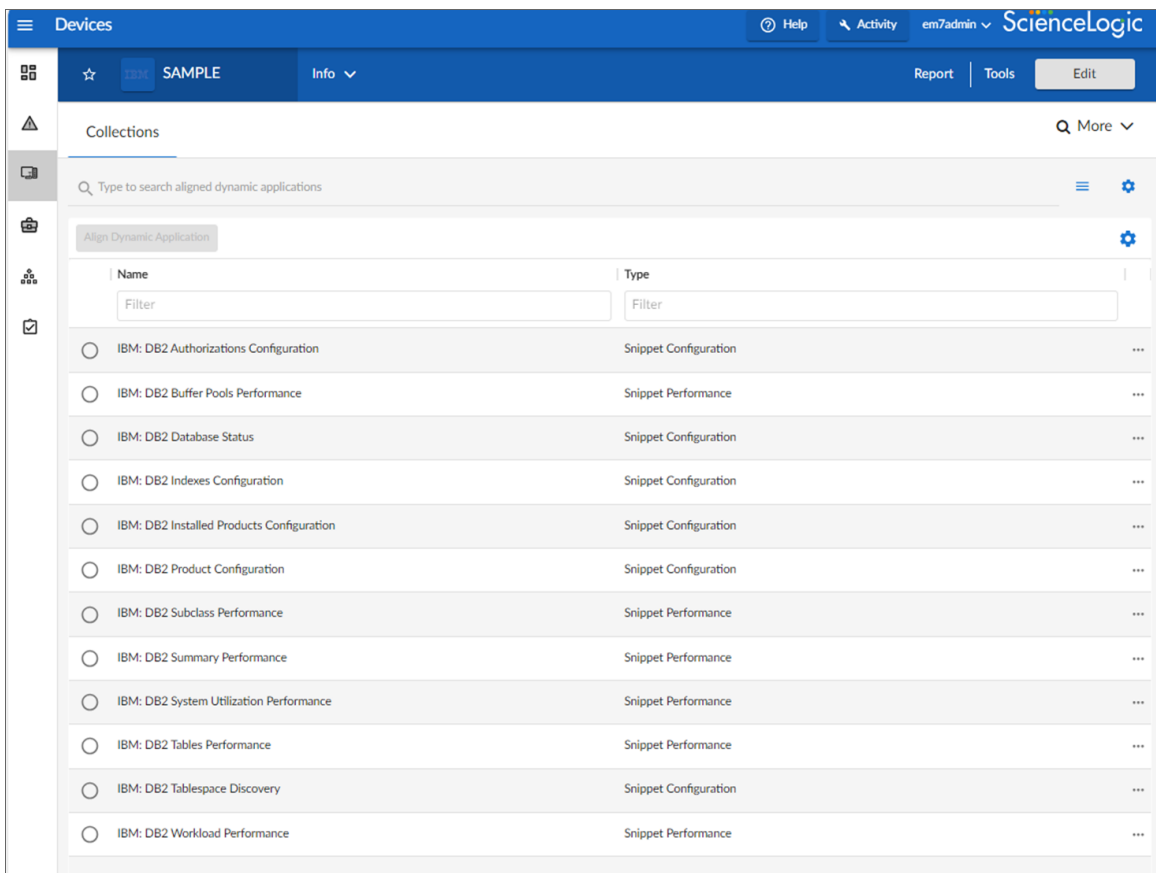 Devices Help Activity em7admin ScienceLogic
IBM SAMPLE Info Report Tools Edit
Collections More
Type to search aligned dynamic applications
Align Dynamic Application
Name Type
Filter Filter
IBM: DB2 Authorizations Configuration Snippet Configuration ...
IBM: DB2 Buffer Pools Performance Snippet Performance ...
IBM: DB2 Database Status Snippet Configuration ...
IBM: DB2 Indexes Configuration Snippet Configuration ...
IBM: DB2 Installed Products Configuration Snippet Configuration ...
IBM: DB2 Product Configuration Snippet Configuration ...
IBM: DB2 Subclass Performance Snippet Performance ...
IBM: DB2 Summary Performance Snippet Performance ...
IBM: DB2 System Utilization Performance Snippet Performance ...
IBM: DB2 Tables Performance Snippet Performance ...
IBM: DB2 Tablespace Discovery Snippet Configuration ...
IBM: DB2 Workload Performance Snippet Performance ...